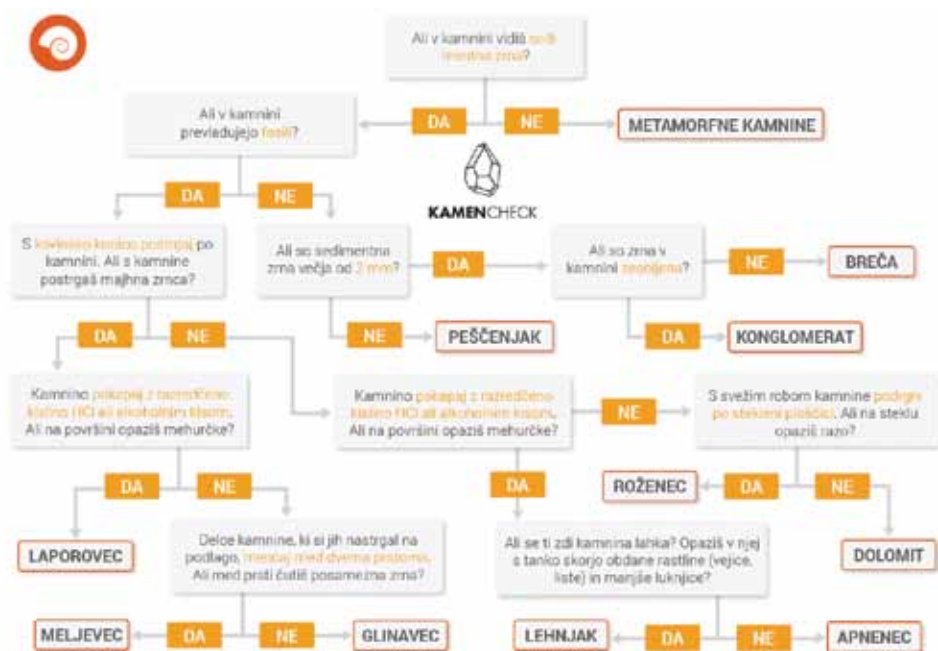 Ali v kamnini vidiš sedi
mentna zrna?
Ali v kamnini
prevladujejo fosili?
DA
NE
METAMORFNE KAMNINE
KAMENCHECK
DA
NE
S kovinsko konico postrgaj po
kamnini. Ali s kamnine
postrgaš majhna zrnca?
Ali so sedimentna
zrna večja od 2 mm?
DA
Ali so zrna v
kamnini zaobljena?
NE
BREČA
DA
NE
NE
PEŠČENJAK
DA
KONGLOMERAT
Kamnino pokapaj z razredčeno
kislino HCl ali alkoholnim kisom.
Ali na površini opaziš mehurčke?
Kamnino pokapaj z razredčeno
kislino HCl ali alkoholnim kisom.
Ali na površini opaziš mehurčke?
NE
S svežim robom kamnine podrgni
po stekleni ploščici. Ali na steklu
opaziš razo?
DA
NE
DA
ROŽENEC
DA
NE
LAPOROVEC
Delce kamnine, ki si jih nastrgal na
podlago, med dvema prstoma.
Ali med prsti čutiš posamezna zrna?
Ali se ti zdi kamnina lahka? Opaziš v njej
s tanko skorjo obdane rastline (vejice,
liste) in manjše luknjice?
DOLOMIT
MELJEVEC
DA
NE
GLINAVEC
LEHNJAK
DA
NE
APNENEC